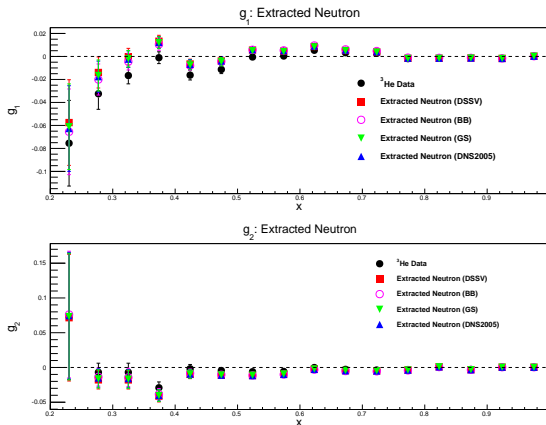 g₁: Extracted Neutron
0.02
0
-0.02
-0.04
-0.06
-0.08
-0.1
g₁
³He Data
Extracted Neutron (DSSV)
Extracted Neutron (BB)
Extracted Neutron (GS)
Extracted Neutron (DNS2005)
0.2 0.3 0.4 0.5 0.6 0.7 0.8 0.9
x
g₂: Extracted Neutron
0.15
0.1
0.05
0
-0.05
g₂
³He Data
Extracted Neutron (DSSV)
Extracted Neutron (BB)
Extracted Neutron (GS)
Extracted Neutron (DNS2005)
0.2 0.3 0.4 0.5 0.6 0.7 0.8 0.9
x